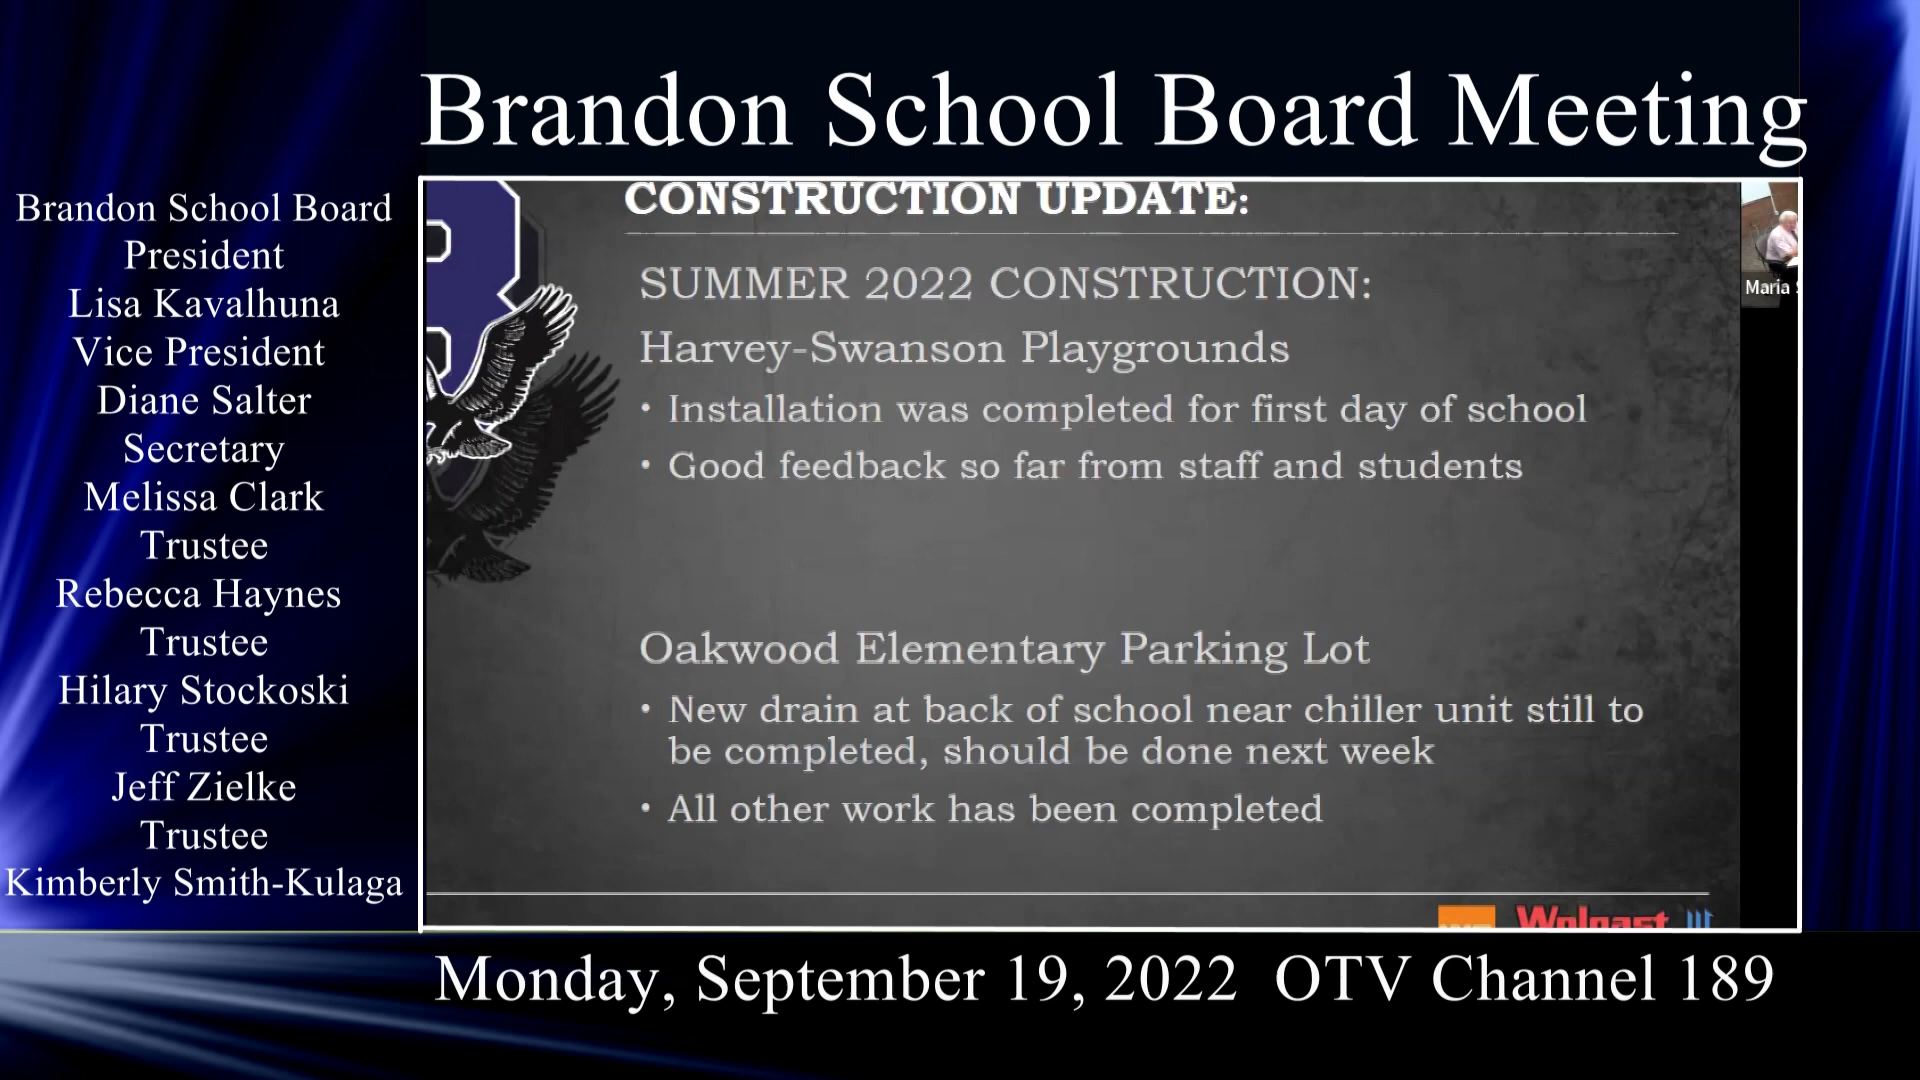 Brandon School Board Meeting
Brandon School Board
President
Lisa Kavalhuna
Vice President
Diane Salter
Secretary
Melissa Clark
Trustee
Rebecca Haynes
Trustee
Hilary Stockoski
Trustee
Jeff Zielke
Trustee
Kimberly Smith-Kulaga
CONSTRUCTION UPDATE:
SUMMER 2022 CONSTRUCTION:
Harvey-Swanson Playgrounds
• Installation was completed for first day of school
• Good feedback so far from staff and students
Oakwood Elementary Parking Lot
• New drain at back of school near chiller unit still to
be completed, should be done next week
• All other work has been completed
Maria
Wolgast
Monday, September 19, 2022 OTV Channel 189